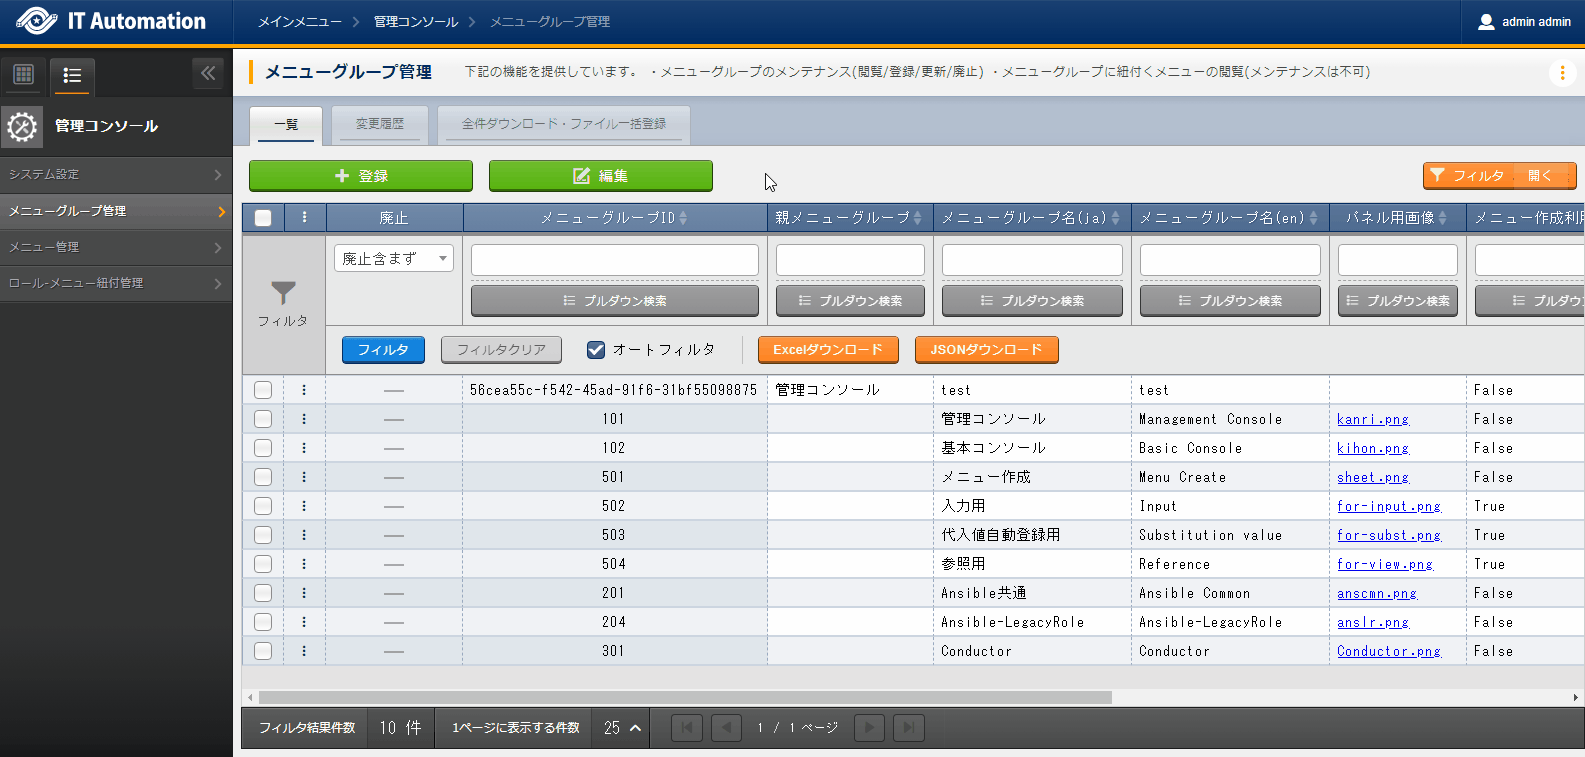 IT Automation
メインメニュー 管理コンソール メニューグループ管理
admin admin
管理コンソール
システム設定
メニューグループ管理
メニュー管理
ロール-メニュー紐付管理
メニューグループ管理 下記の機能を提供しています。 ・メニューグループのメンテナンス(閲覧/登録/更新/廃止) ・メニューグループに紐付くメニューの閲覧(メンテナンスは不可)
一覧 変更履歴 全件ダウンロード・ファイル一括登録
登録 編集 フィルタ 開く
廃止 メニューグループID 親メニューグループ メニューグループ名(ja) メニューグループ名(en) パネル用画像 メニュー作成利用
フィルタ
廃止含まず
プルダウン検索 プルダウン検索 プルダウン検索 プルダウン検索 プルダウン検索 プルダウ
フィルタ フィルタクリア オートフィルタ Excelダウンロード JSONダウンロード
56cea55c-f542-45ad-91f6-31bf55098875 管理コンソール test test False
101 管理コンソール Management Console kanri.png False
102 基本コンソール Basic Console kihon.png False
501 メニュー作成 Menu Create sheet.png False
502 入力用 Input for-input.png True
503 代入値自動登録用 Substitution value for-subst.png True
504 参照用 Reference for-view.png True
201 Ansible共通 Ansible Common anscmn.png False
204 Ansible-LegacyRole Ansible-LegacyRole anslr.png False
301 Conductor Conductor Conductor.png False
フィルタ結果件数 10 件 1ページに表示する件数 25 1 / 1 ページ